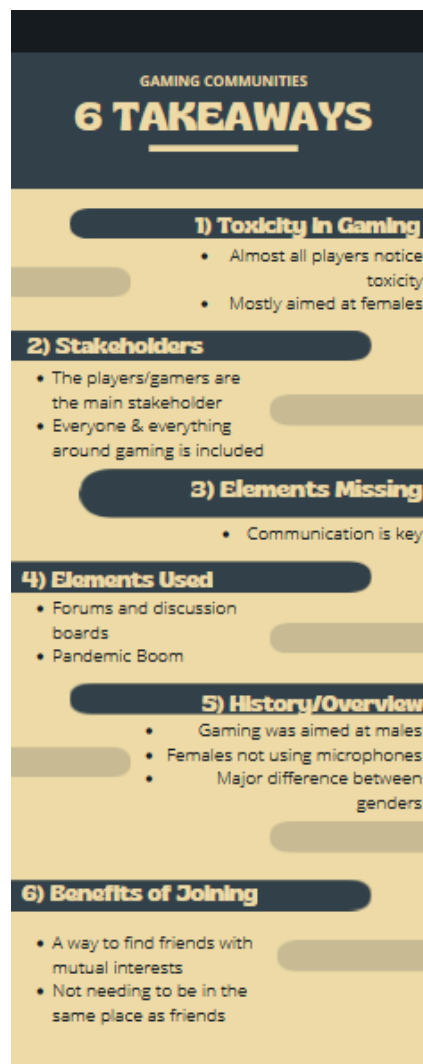 GAMING COMMUNITIES
6 TAKEAWAYS
1) Toxicity in Gaming
• Almost all players notice
toxicity
• Mostly aimed at females
2) Stakeholders
• The players/gamers are
the main stakeholder
• Everyone & everything
around gaming is included
3) Elements Missing
• Communication is key
4) Elements Used
• Forums and discussion
boards
• Pandemic Boom
5) History/Overview
• Gaming was aimed at males
• Females not using microphones
• Major difference between
genders
6) Benefits of Joining
• A way to find friends with
mutual interests
• Not needing to be in the
same place as friends